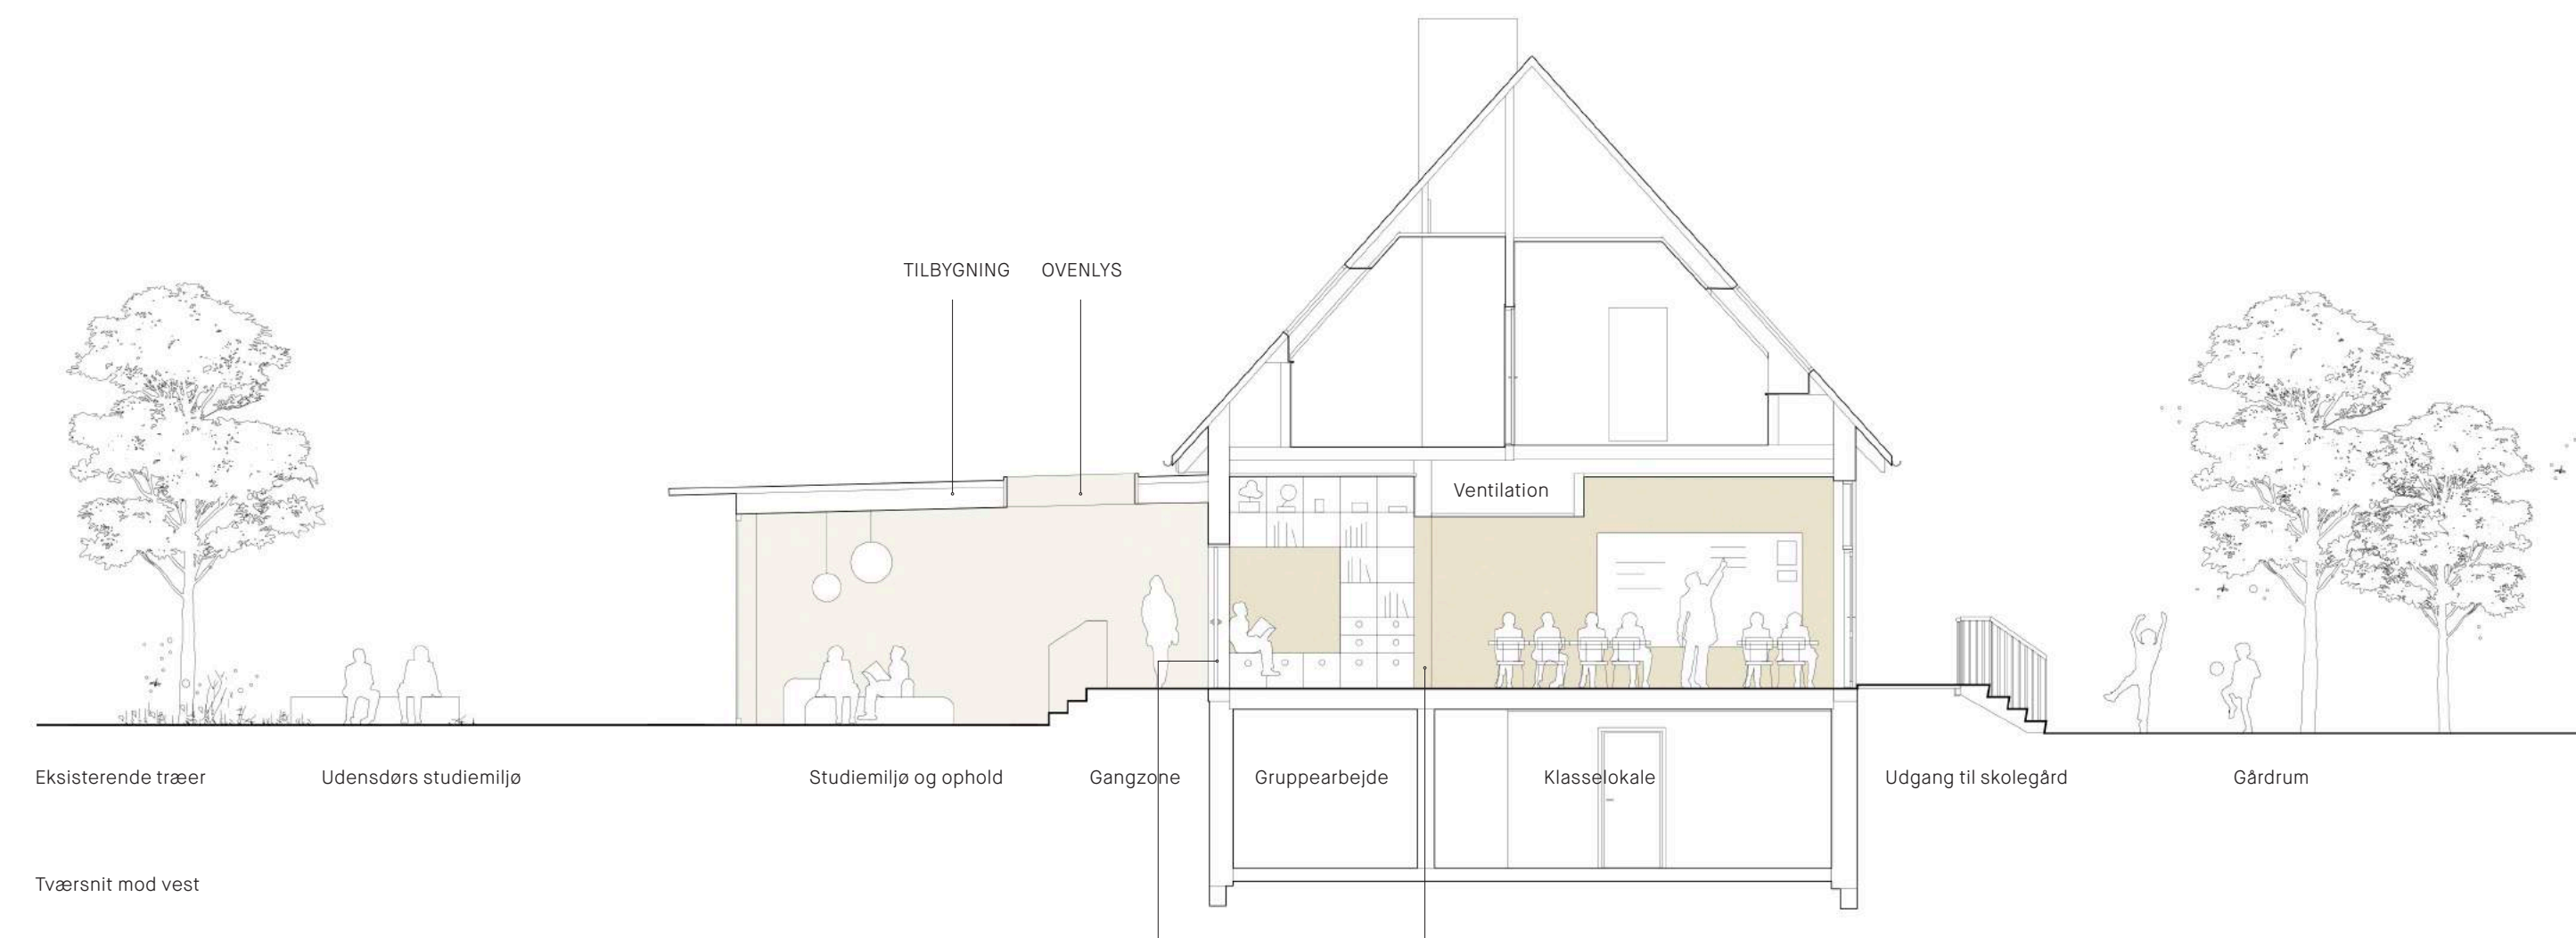 TILBYGNING
OVENLYS
Ventilation
Eksisterende træer
Udensdørs studiemiljø
Studiemiljø og ophold
Gangzone
Gruppearbejde
Klasselokale
Udgang til skolegård
Gårdrum
Tværsnit mod vest